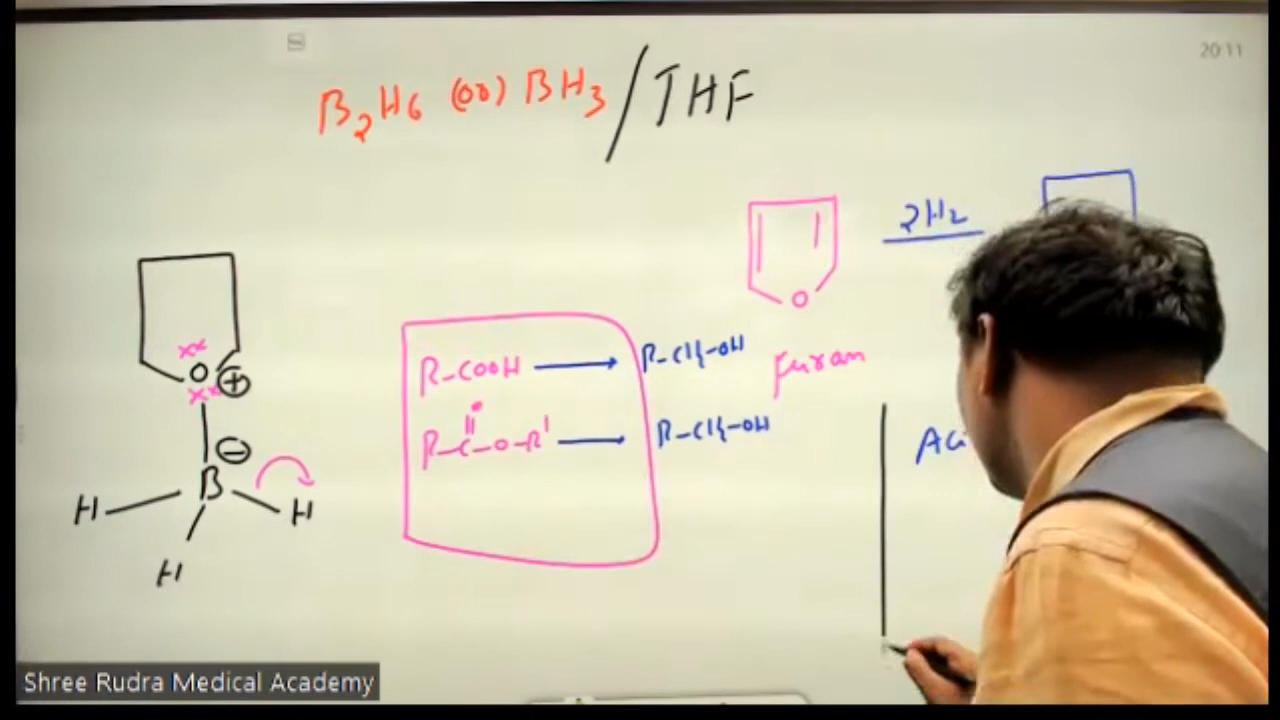 20:11
B2H6 (or) BH3/THF
2H2
O
Furan
O
⊕
⊖
B
H
H
H
R-COOH → R-CH2-OH
R-C-O-R' → R-CH2-OH
Shree Rudra Medical Academy